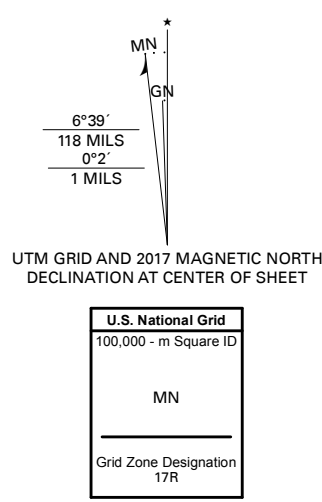 ★
MN
GN
6°39´
118 MILS
0°2´
1 MILS
UTM GRID AND 2017 MAGNETIC NORTH
DECLINATION AT CENTER OF SHEET
U.S. National Grid
100,000 - m Square ID
MN
Grid Zone Designation
17R